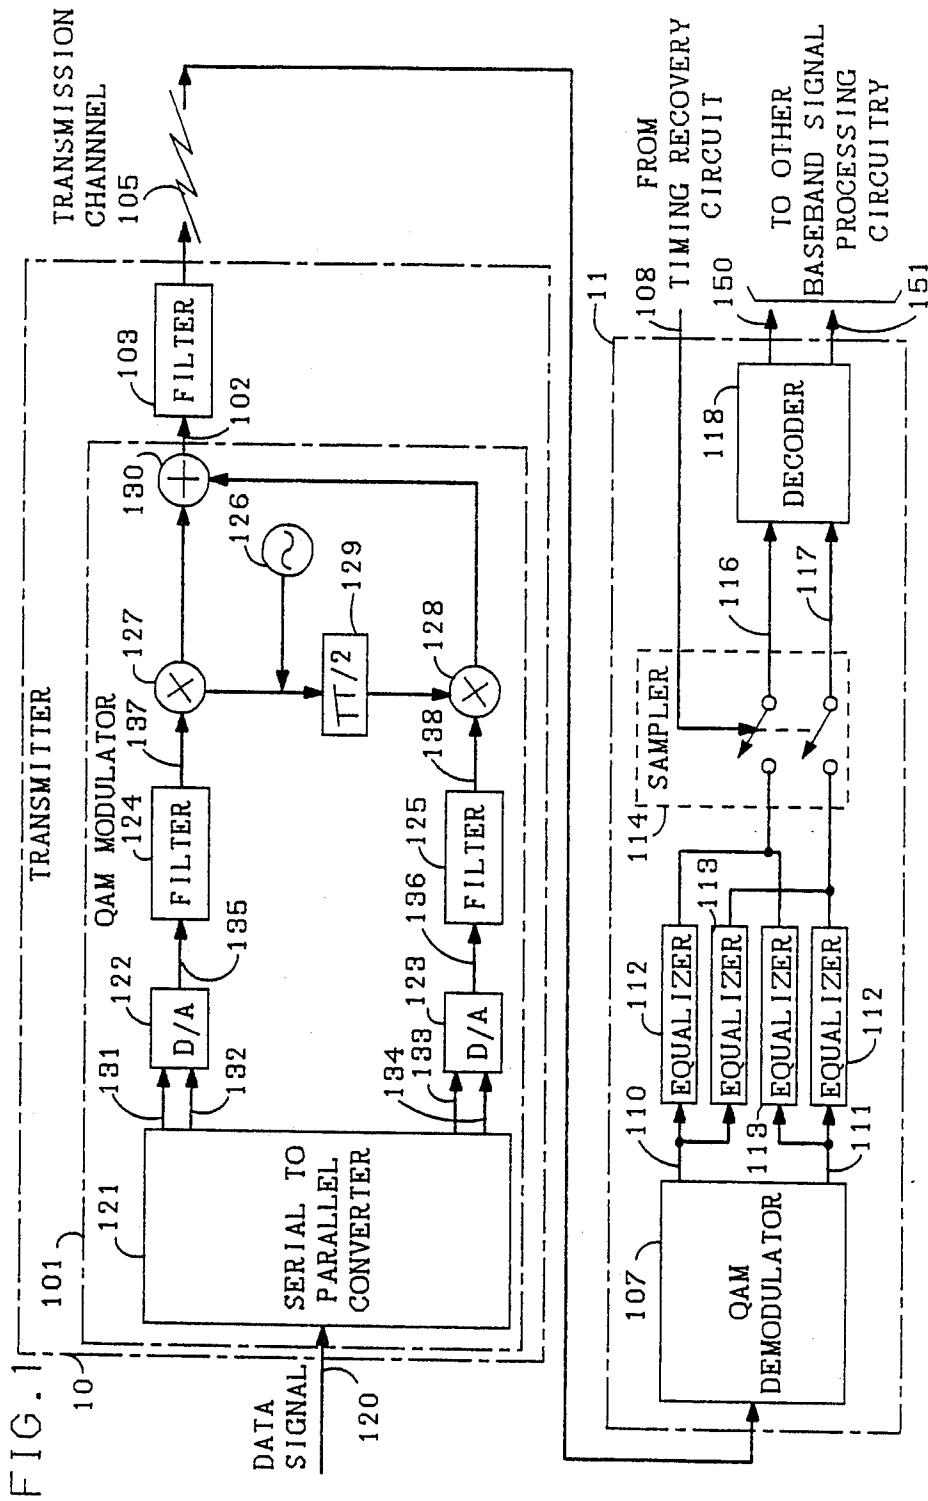 FIG.1
TRANSMITTER
10
101
QAM MODULATOR
DATA
SIGNAL
120
121
SERIAL TO
PARALLEL
CONVERTER
131
132
133
134
122
D/A
123
D/A
135
136
124
FILTER
125
FILTER
137
138
127
128
126
129
π/2
130
102
103
FILTER
TRANSMISSION
CHANNNEL
105
107
QAM
DEMODULATOR
110
111
112
EQUALIZER
113
EQUALIZER
113
EQUALIZER
EQUALIZER
112
114
SAMPLER
116
117
118
DECODER
11
108
FROM
TIMING RECOVERY
CIRCUIT
150
151
TO OTHER
BASEBAND SIGNAL
PROCESSING
CIRCUITRY